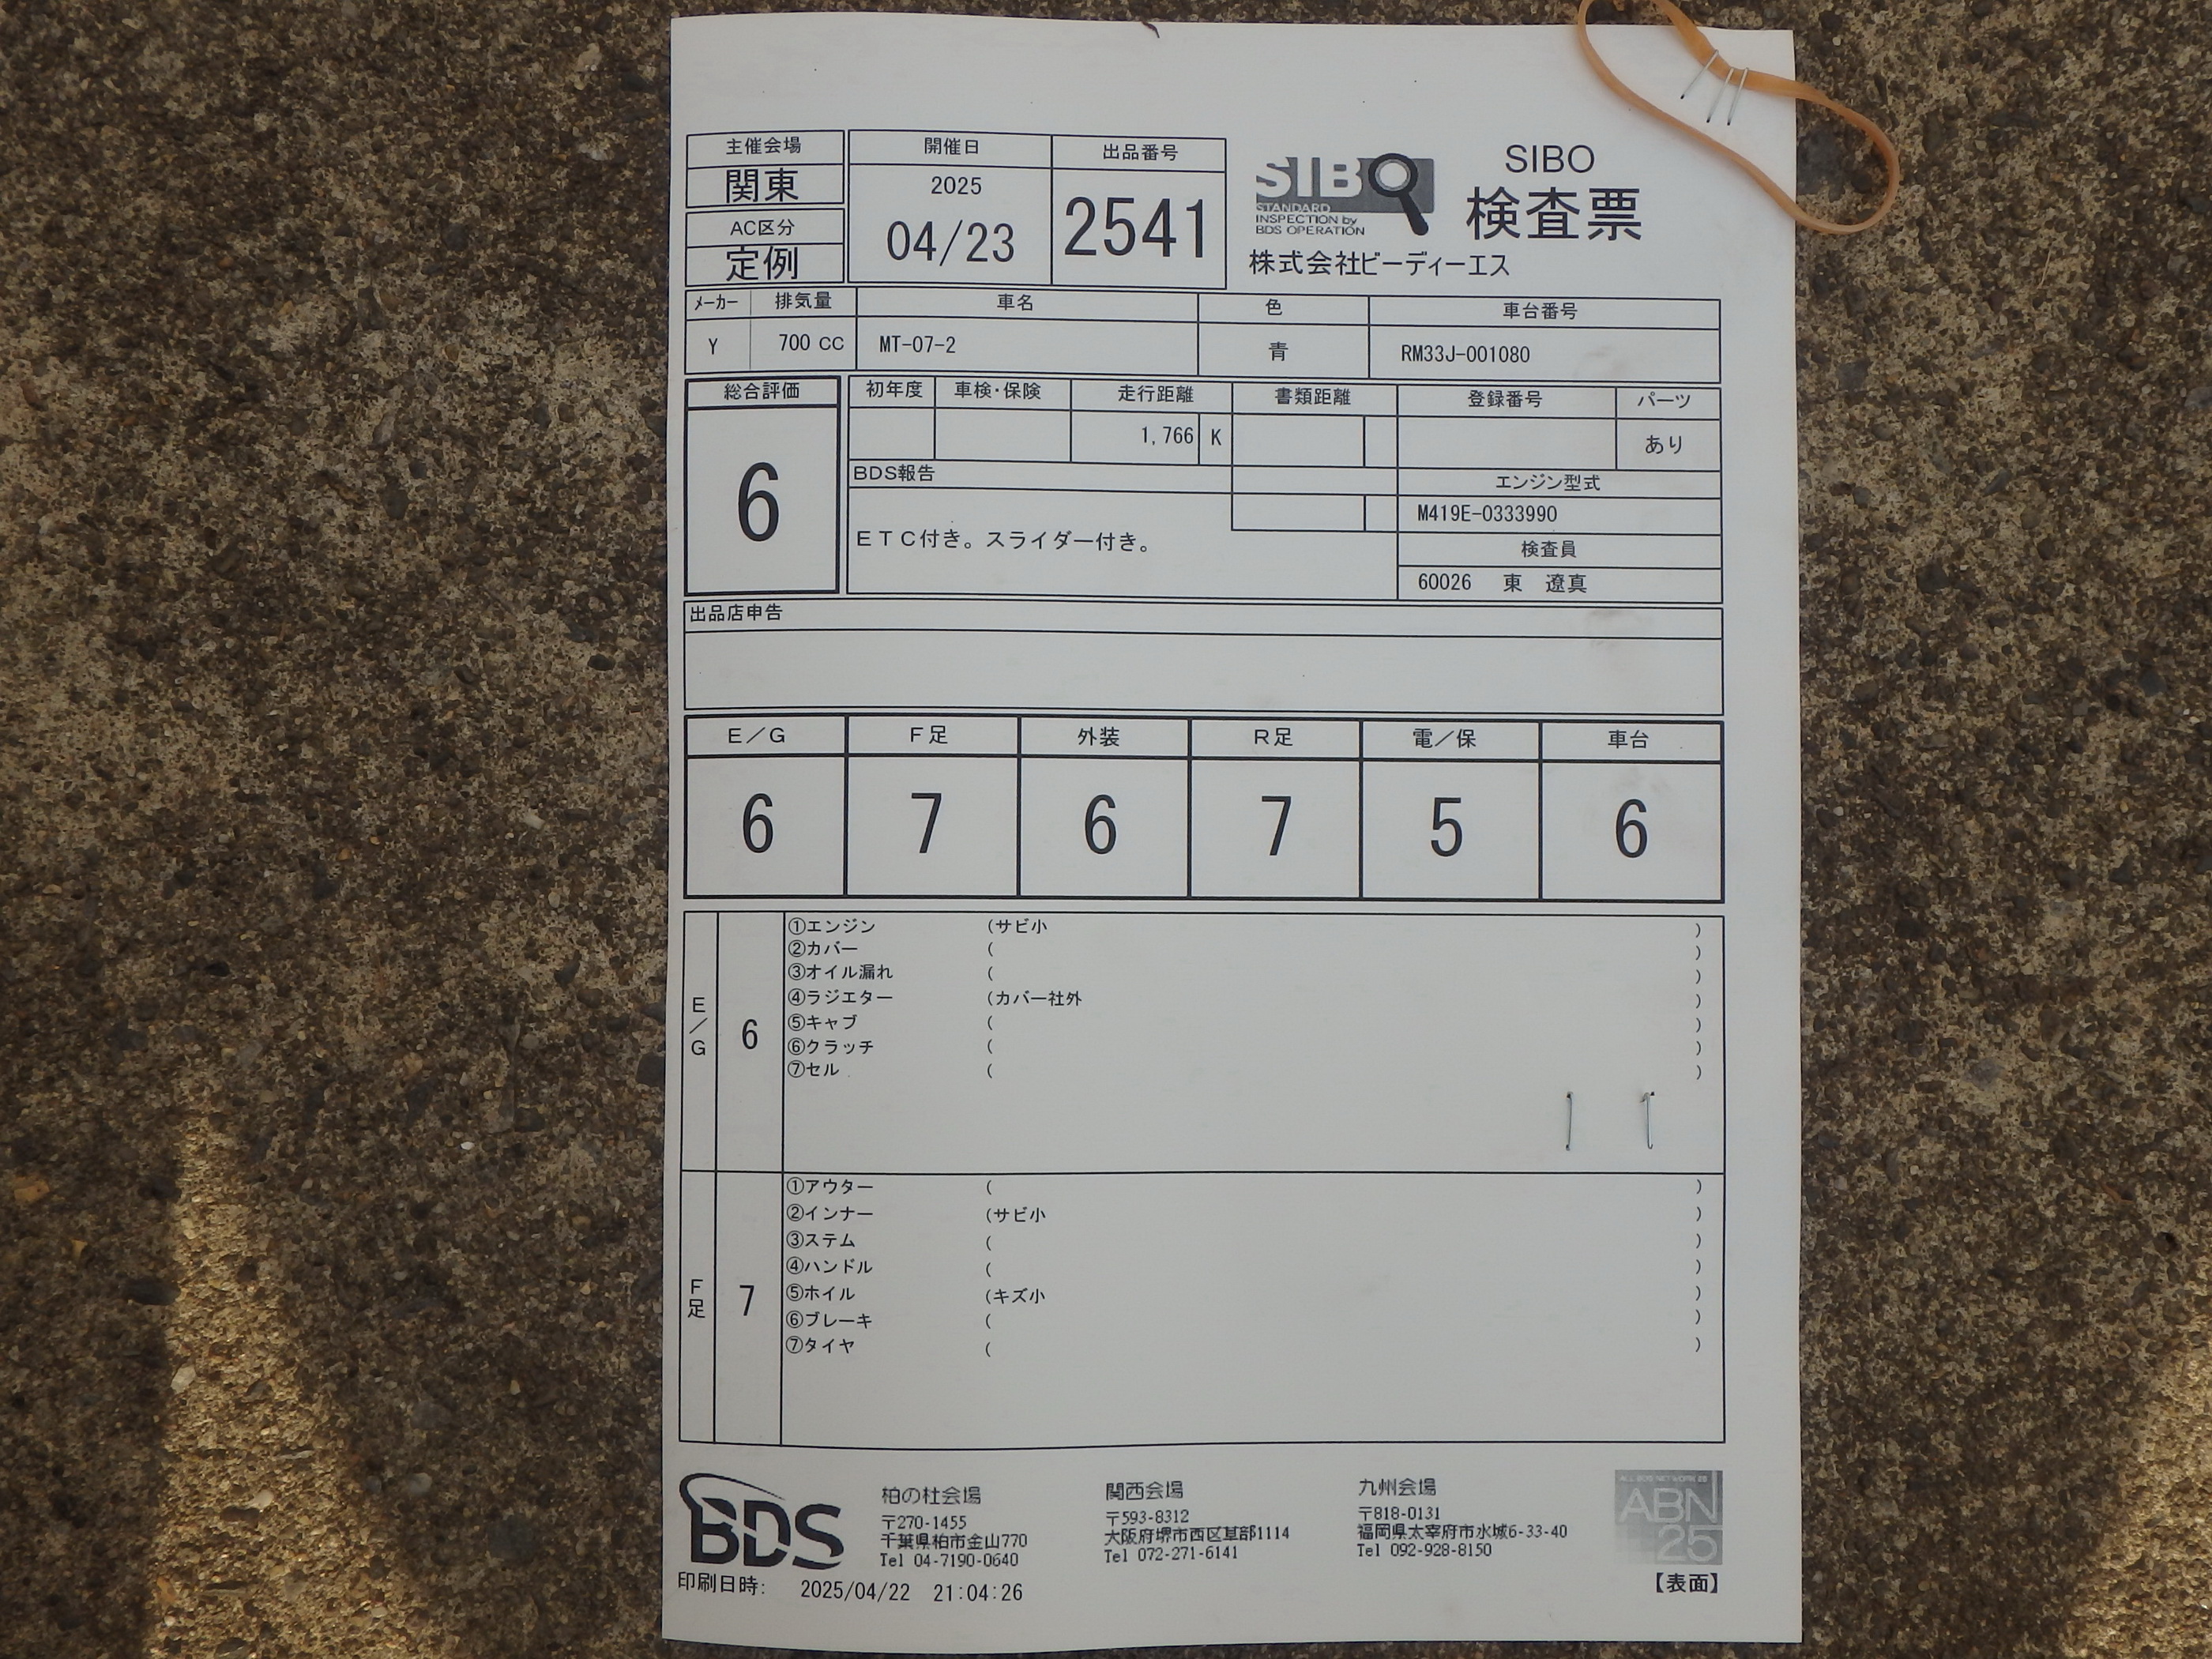 主催会場
関東
AC区分
定例
開催日
2025
04/23
出品番号
2541
SIBO
STANDARD
INSPECTION by
BDS OPERATION
SIBO
検査票
株式会社ビーディーエス
メーカー 排気量 車名 色 車台番号
Y 700 CC MT-07-2 青 RM33J-001080
総合評価
6
初年度 車検・保険 走行距離 書類距離 登録番号 パーツ
1,766 K あり
BDS報告
ETC付き。スライダー付き。
エンジン型式
M419E-0333990
検査員
60026 東 遼真
出品店申告
E/G F足 外装 R足 電/保 車台
6 7 6 7 5 6
E/G
6
①エンジン (サビ小 )
②カバー ( )
③オイル漏れ ( )
④ラジエター (カバー社外 )
⑤キャブ ( )
⑥クラッチ ( )
⑦セル ( )
F足
7
①アウター ( )
②インナー (サビ小 )
③ステム ( )
④ハンドル ( )
⑤ホイル (キズ小 )
⑥ブレーキ ( )
⑦タイヤ ( )
BDS
柏の杜会場
〒270-1455
千葉県柏市金山770
Tel 04-7190-0640
関西会場
〒593-8312
大阪府堺市西区草部1114
Tel 072-271-6141
九州会場
〒818-0131
福岡県太宰府市水城6-33-40
Tel 092-928-8150
ABN
25
印刷日時: 2025/04/22 21:04:26
【表面】